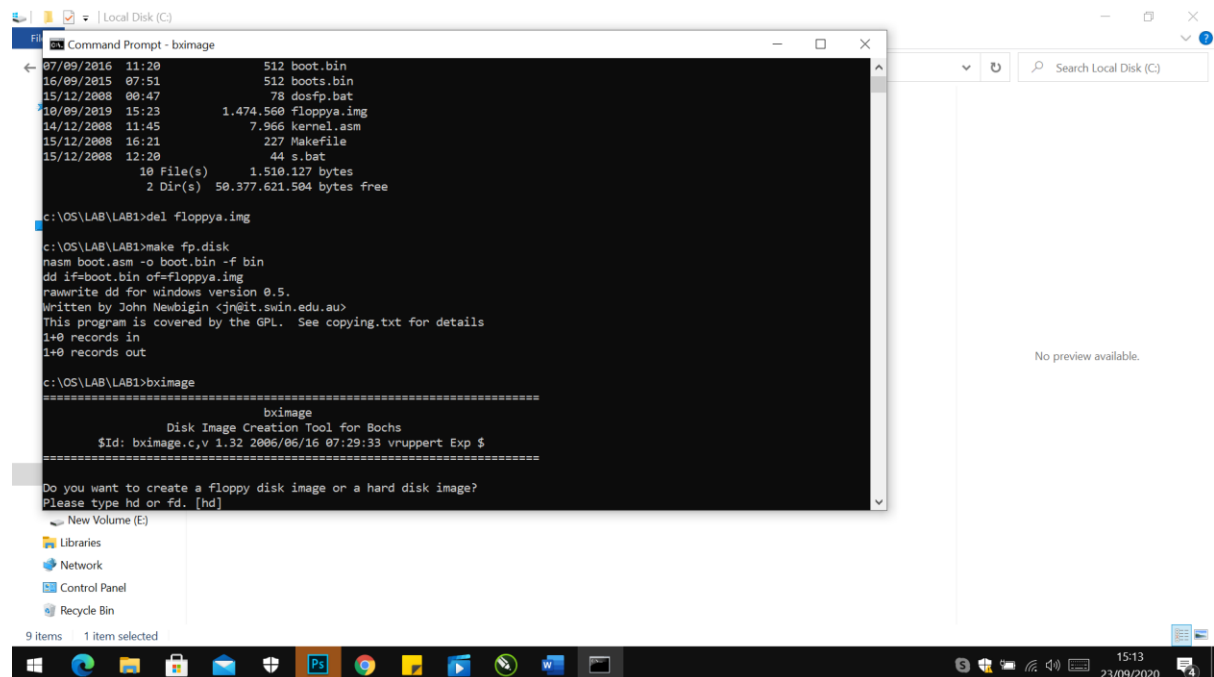 Local Disk (C:)
Fil
Command Prompt - bximage
Search Local Disk (C:)
07/09/2016 11:20 512 boot.bin
16/09/2015 07:51 512 boots.bin
15/12/2008 00:47 78 dosfp.bat
10/09/2019 15:23 1.474.560 floppya.img
14/12/2008 11:45 7.966 kernel.asm
15/12/2008 16:21 227 Makefile
15/12/2008 12:20 44 s.bat
10 File(s) 1.510.127 bytes
2 Dir(s) 50.377.621.504 bytes free
c:\OS\LAB\LAB1>del floppya.img
c:\OS\LAB\LAB1>make fp.disk
nasm boot.asm -o boot.bin -f bin
dd if=boot.bin of=floppya.img
rawwrite dd for windows version 0.5.
Written by John Newbigin <jn@it.swin.edu.au>
This program is covered by the GPL. See copying.txt for details
1+0 records in
1+0 records out
No preview available.
c:\OS\LAB\LAB1>bximage
========================================================================
bximage
Disk Image Creation Tool for Bochs
$Id: bximage.c,v 1.32 2006/06/16 07:29:33 vruppert Exp $
========================================================================
Do you want to create a floppy disk image or a hard disk image?
Please type hd or fd. [hd]
New Volume (E:)
Libraries
Network
Control Panel
Recycle Bin
9 items 1 item selected
Ps
15:13
23/09/2020
4